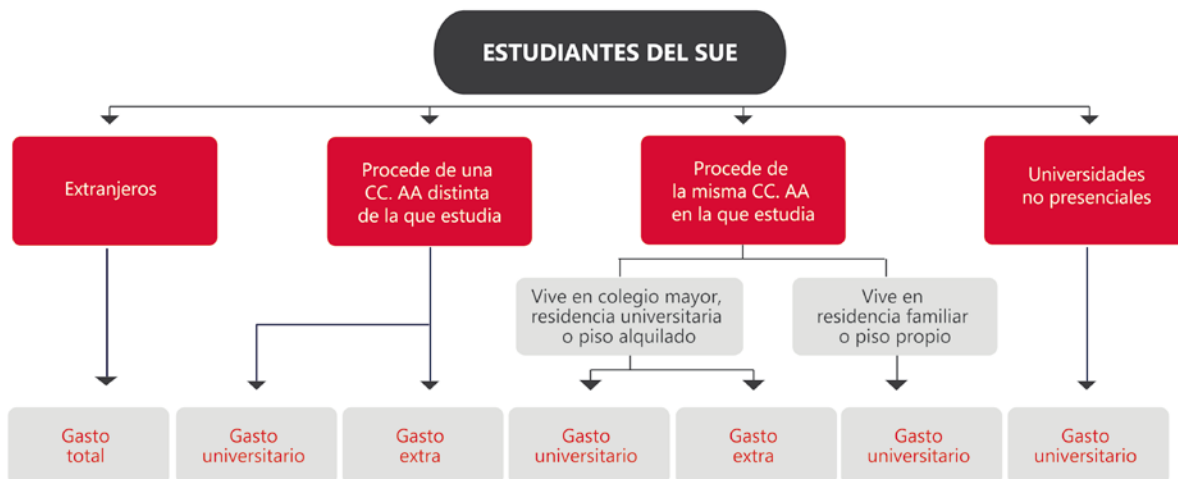 ESTUDIANTES DEL SUE
Extranjeros
Procede de una
CC. AA distinta
de la que estudia
Procede de
la misma CC. AA
en la que estudia
Universidades
no presenciales
Vive en colegio mayor,
residencia universitaria
o piso alquilado
Vive en
residencia familiar
o piso propio
Gasto
total
Gasto
universitario
Gasto
extra
Gasto
universitario
Gasto
extra
Gasto
universitario
Gasto
universitario